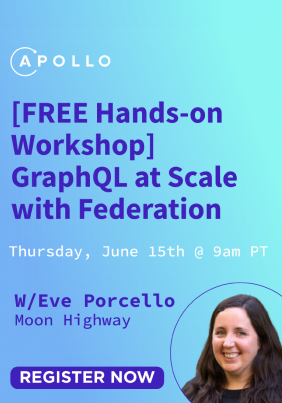 APOLLO
[FREE Hands-on
Workshop]
GraphQL at Scale
with Federation
Thursday, June 15th @ 9am PT
W/Eve Porcello
Moon Highway
REGISTER NOW